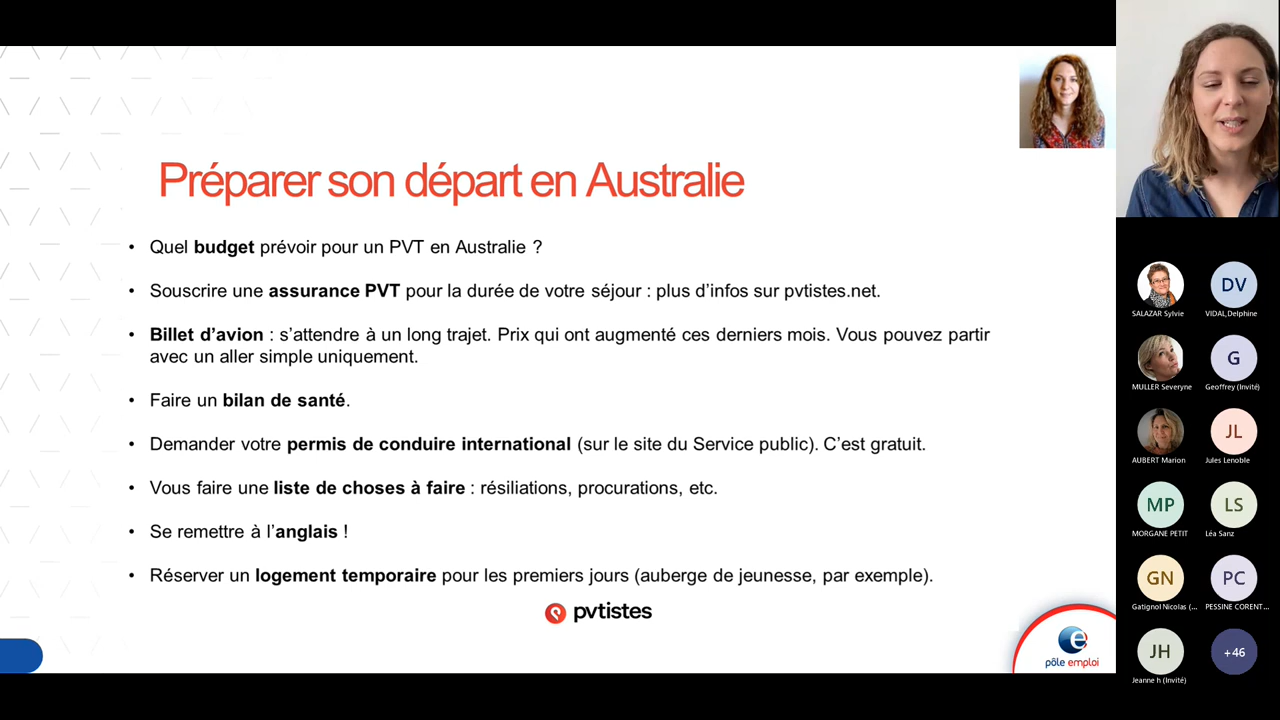 Préparer son départ en Australie
• Quel budget prévoir pour un PVT en Australie ?
• Souscrire une assurance PVT pour la durée de votre séjour : plus d’infos sur pvtistes.net.
• Billet d’avion : s’attendre à un long trajet. Prix qui ont augmenté ces derniers mois. Vous pouvez partir
avec un aller simple uniquement.
• Faire un bilan de santé.
• Demander votre permis de conduire international (sur le site du Service public). C’est gratuit.
• Vous faire une liste de choses à faire : résiliations, procurations, etc.
• Se remettre à l’anglais !
• Réserver un logement temporaire pour les premiers jours (auberge de jeunesse, par exemple).
pvtistes
e
pôle emploi
DV
SALAZAR Sylvie
VIDAL,Delphine
G
MULLER Severyne
Geoffrey (Invité)
JL
AUBERT Marion
Jules Lenoble
MP
LS
MORGANE PETIT
Léa Sanz
GN
PC
Gatignol Nicolas (...
PESSINE CORENT...
JH
+46
Jeanne h (Invité)